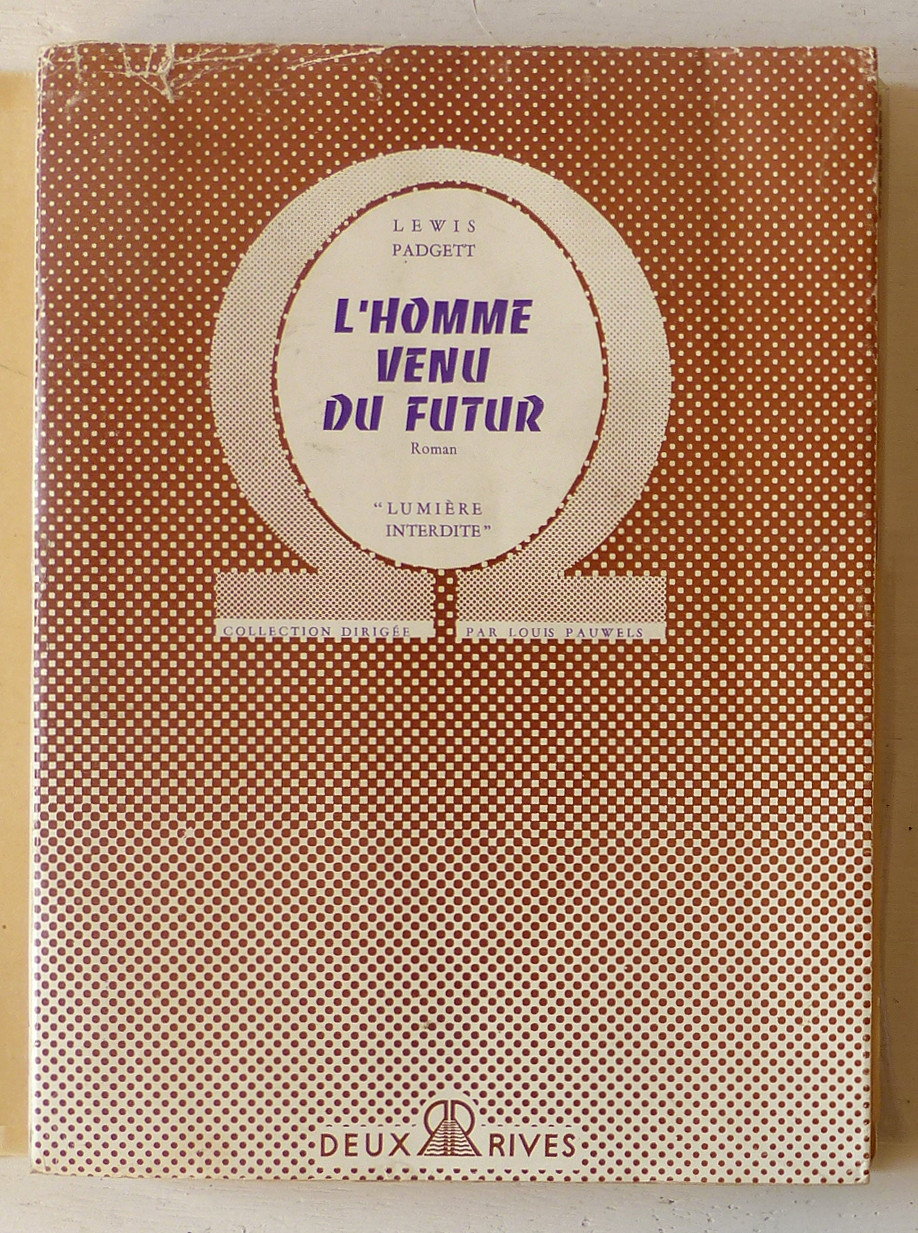 LEWIS
PADGETT
L'HOMME
VENU
DU FUTUR
Roman
“LUMIÈRE
INTERDITE”
COLLECTION DIRIGÉE PAR LOUIS PAUWELS
DEUX RIVES